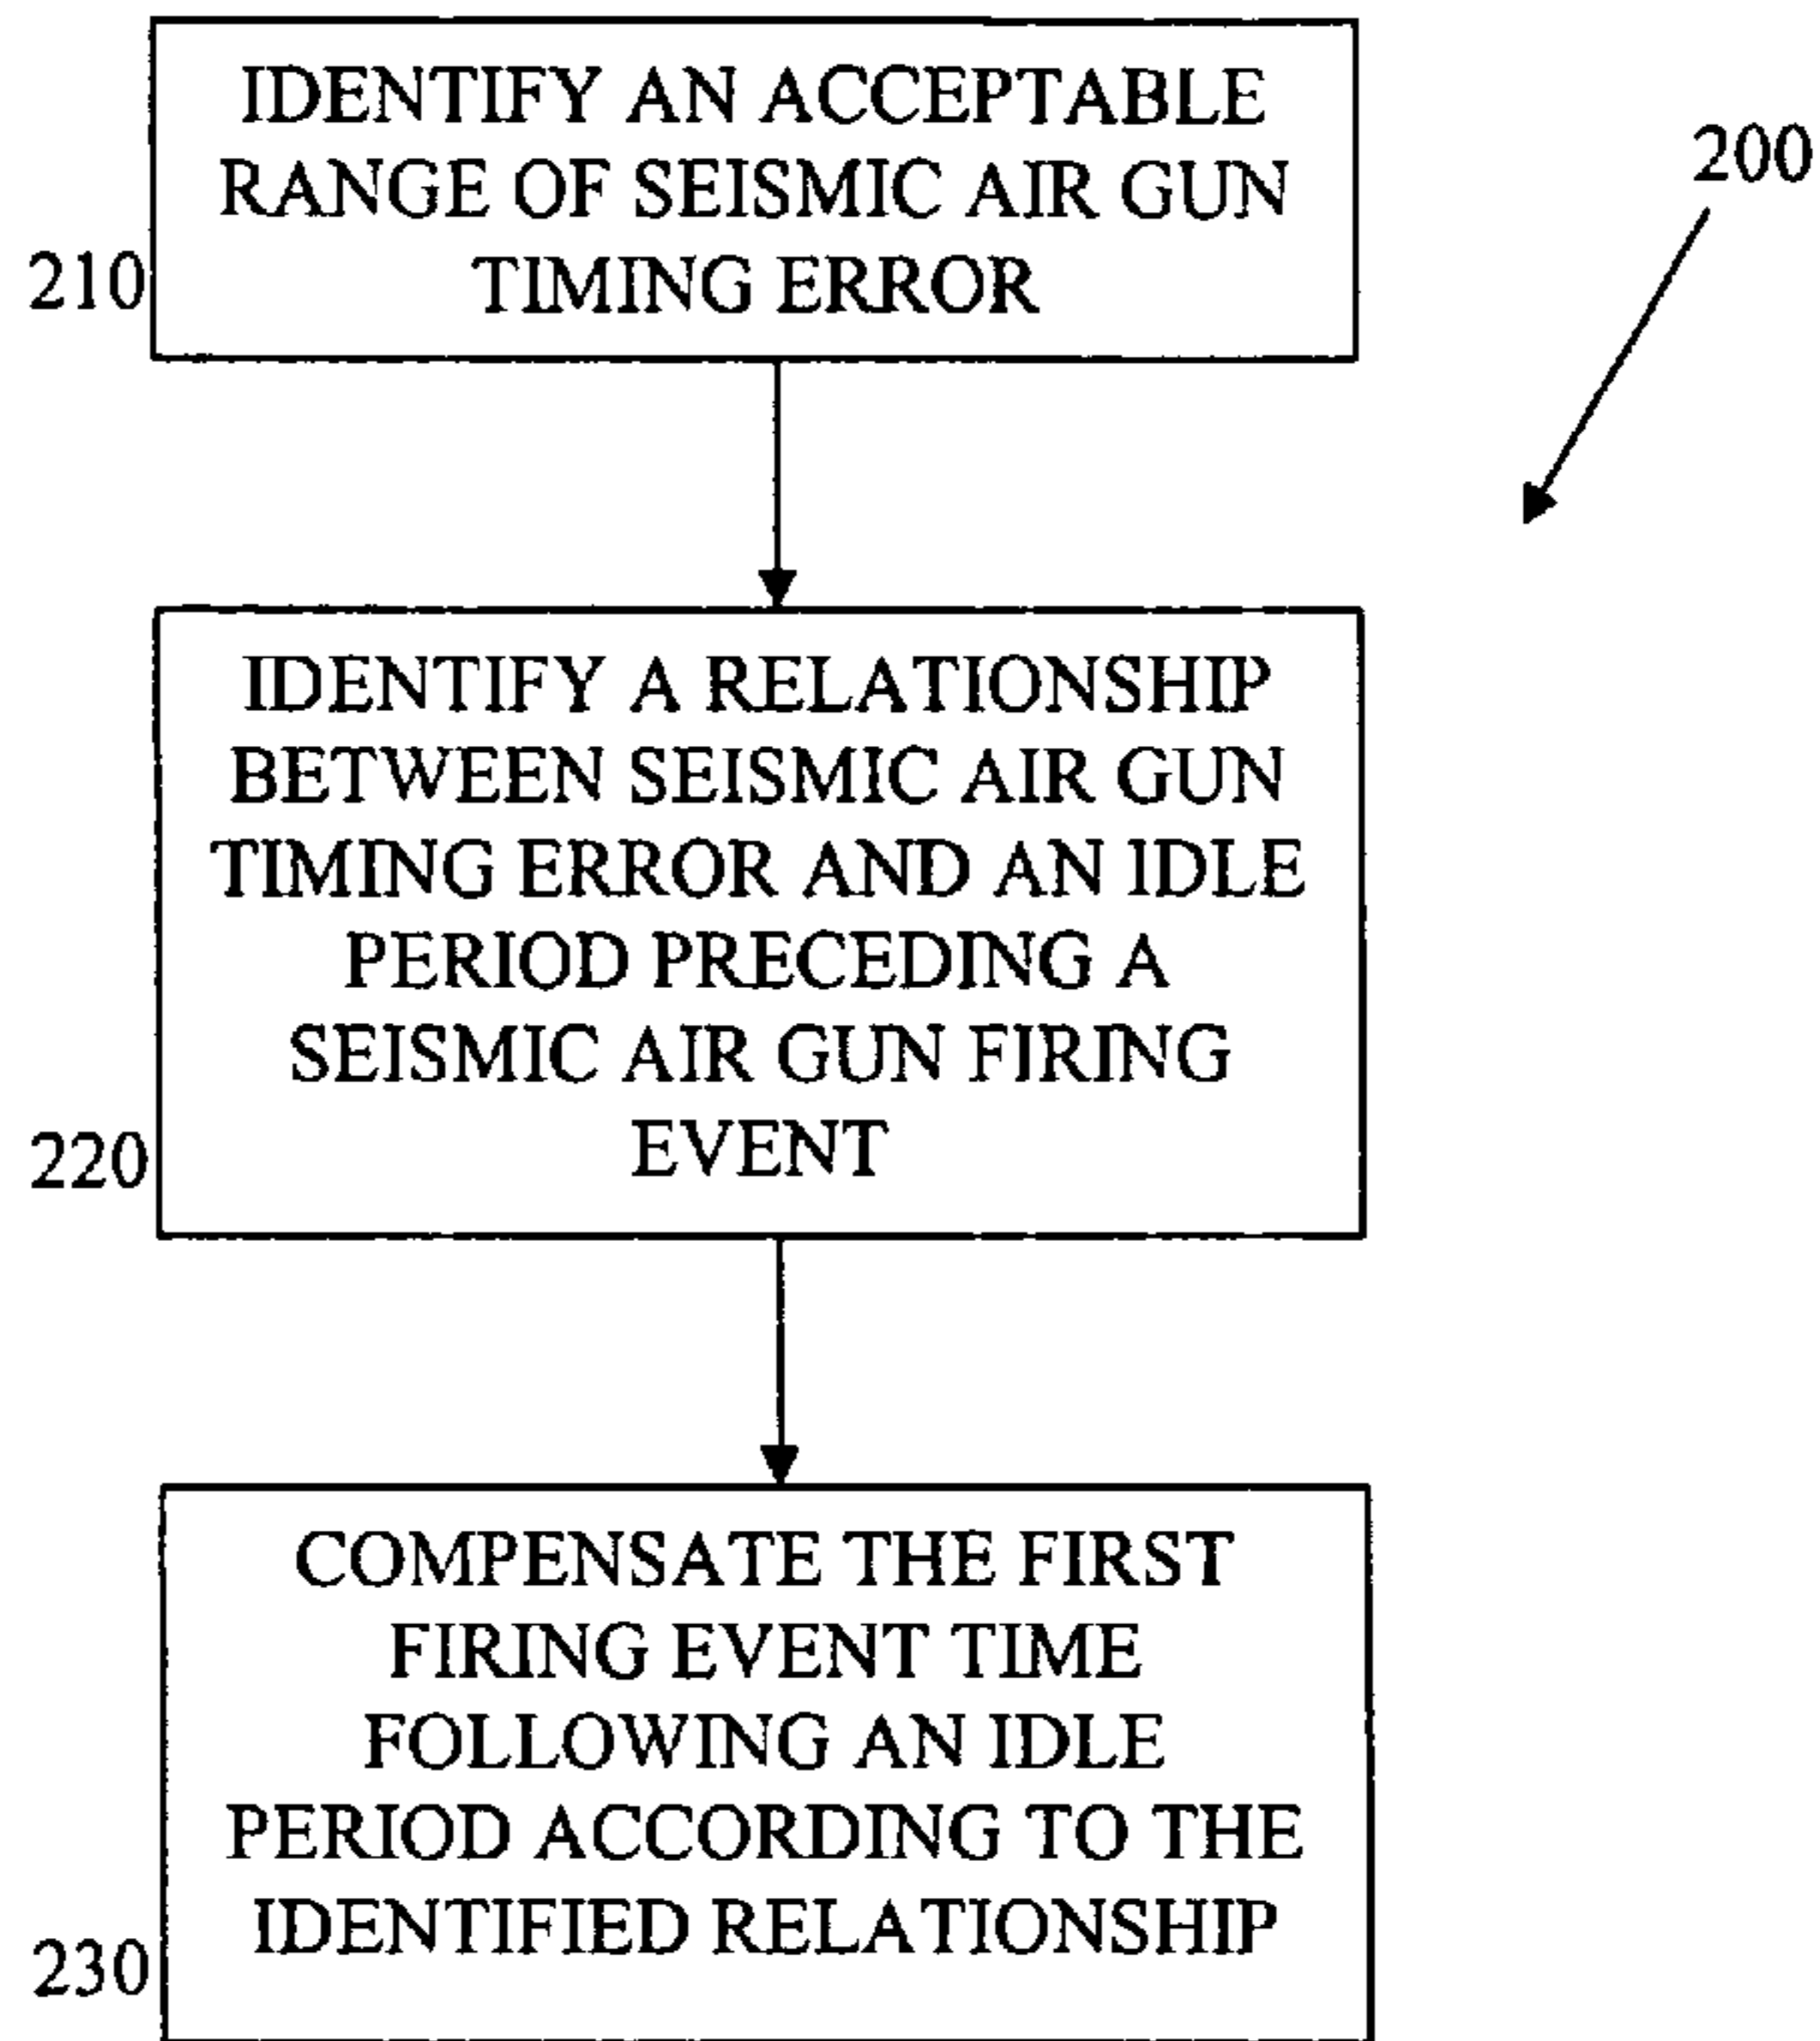 IDENTIFY AN ACCEPTABLE
RANGE OF SEISMIC AIR GUN
TIMING ERROR
210
200
IDENTIFY A RELATIONSHIP
BETWEEN SEISMIC AIR GUN
TIMING ERROR AND AN IDLE
PERIOD PRECEDING A
SEISMIC AIR GUN FIRING
EVENT
220
COMPENSATE THE FIRST
FIRING EVENT TIME
FOLLOWING AN IDLE
PERIOD ACCORDING TO THE
IDENTIFIED RELATIONSHIP
230